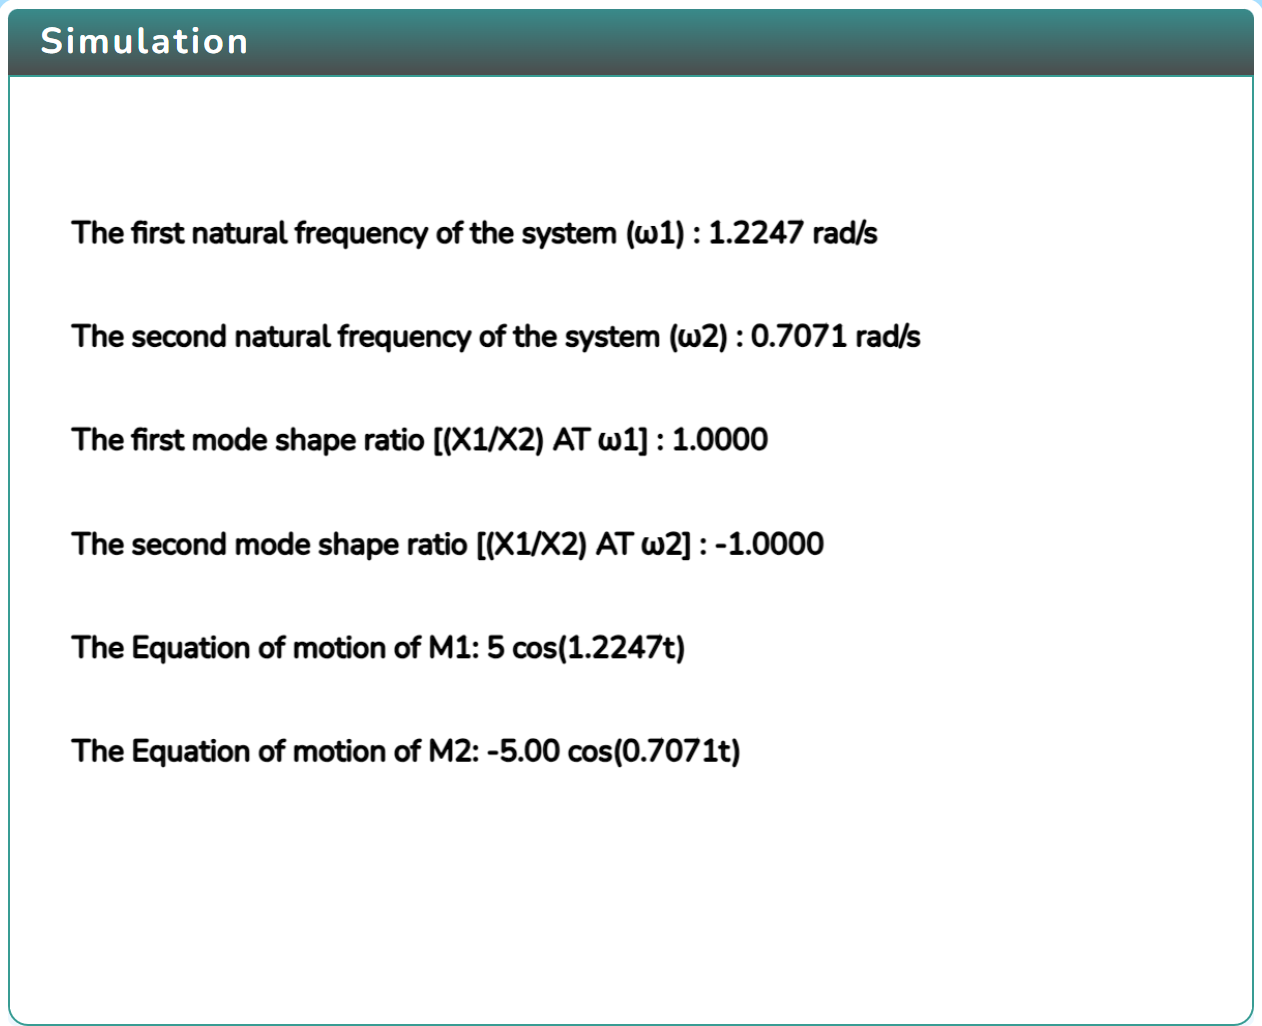 Simulation
The first natural frequency of the system (ω1) : 1.2247 rad/s
The second natural frequency of the system (ω2) : 0.7071 rad/s
The first mode shape ratio [(X1/X2) AT ω1] : 1.0000
The second mode shape ratio [(X1/X2) AT ω2] : -1.0000
The Equation of motion of M1: 5 cos(1.2247t)
The Equation of motion of M2: -5.00 cos(0.7071t)